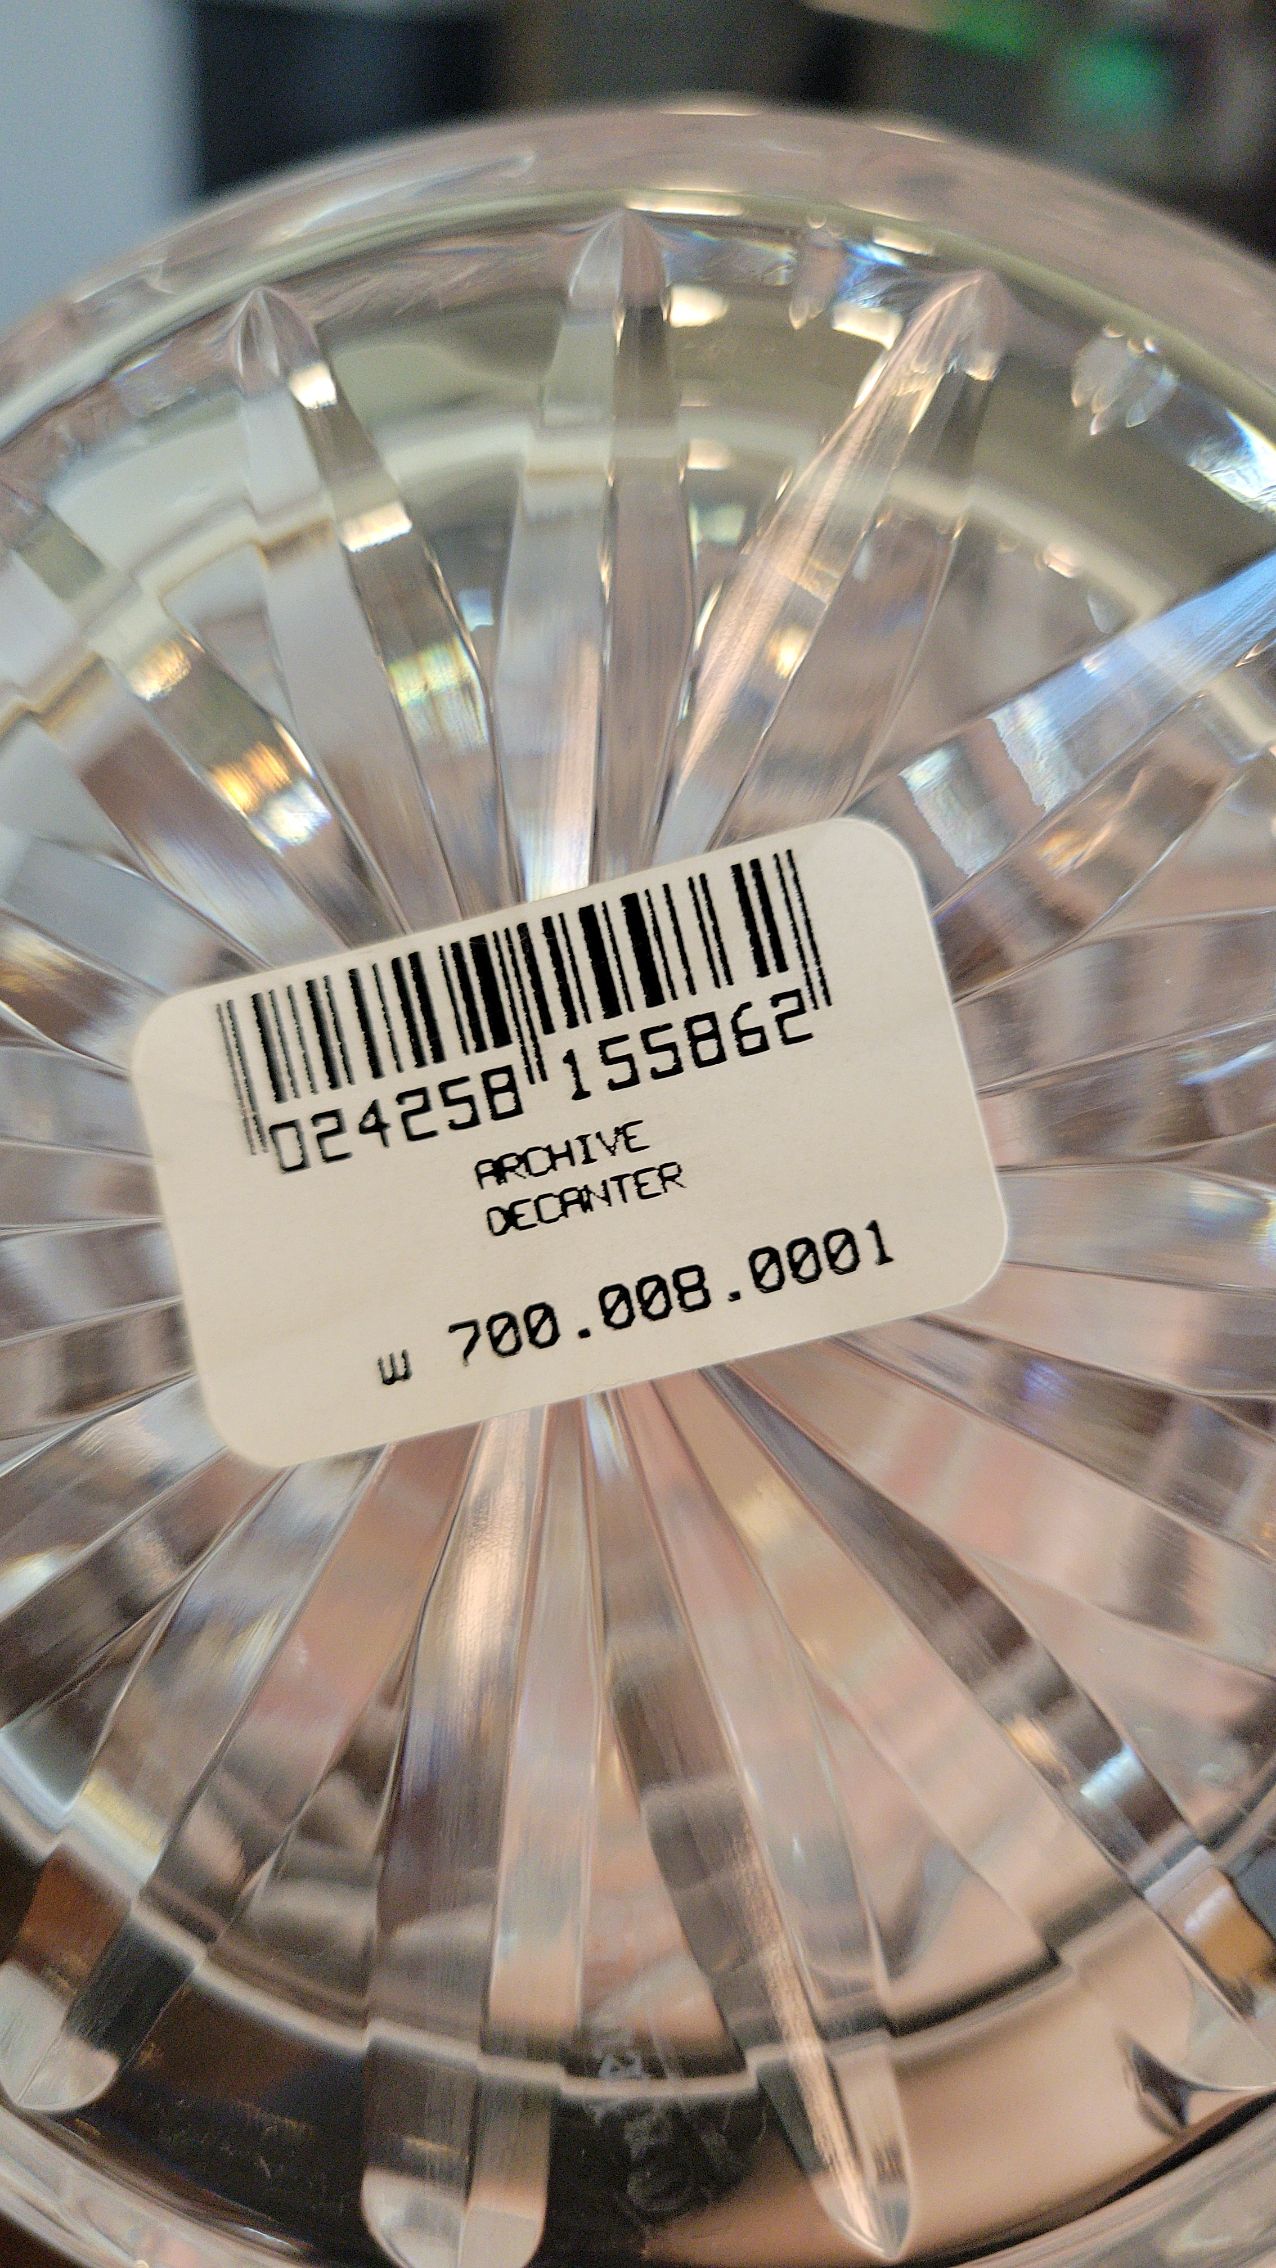 024258 155862
ARCHIVE
DECANTER
W 700.008.0001